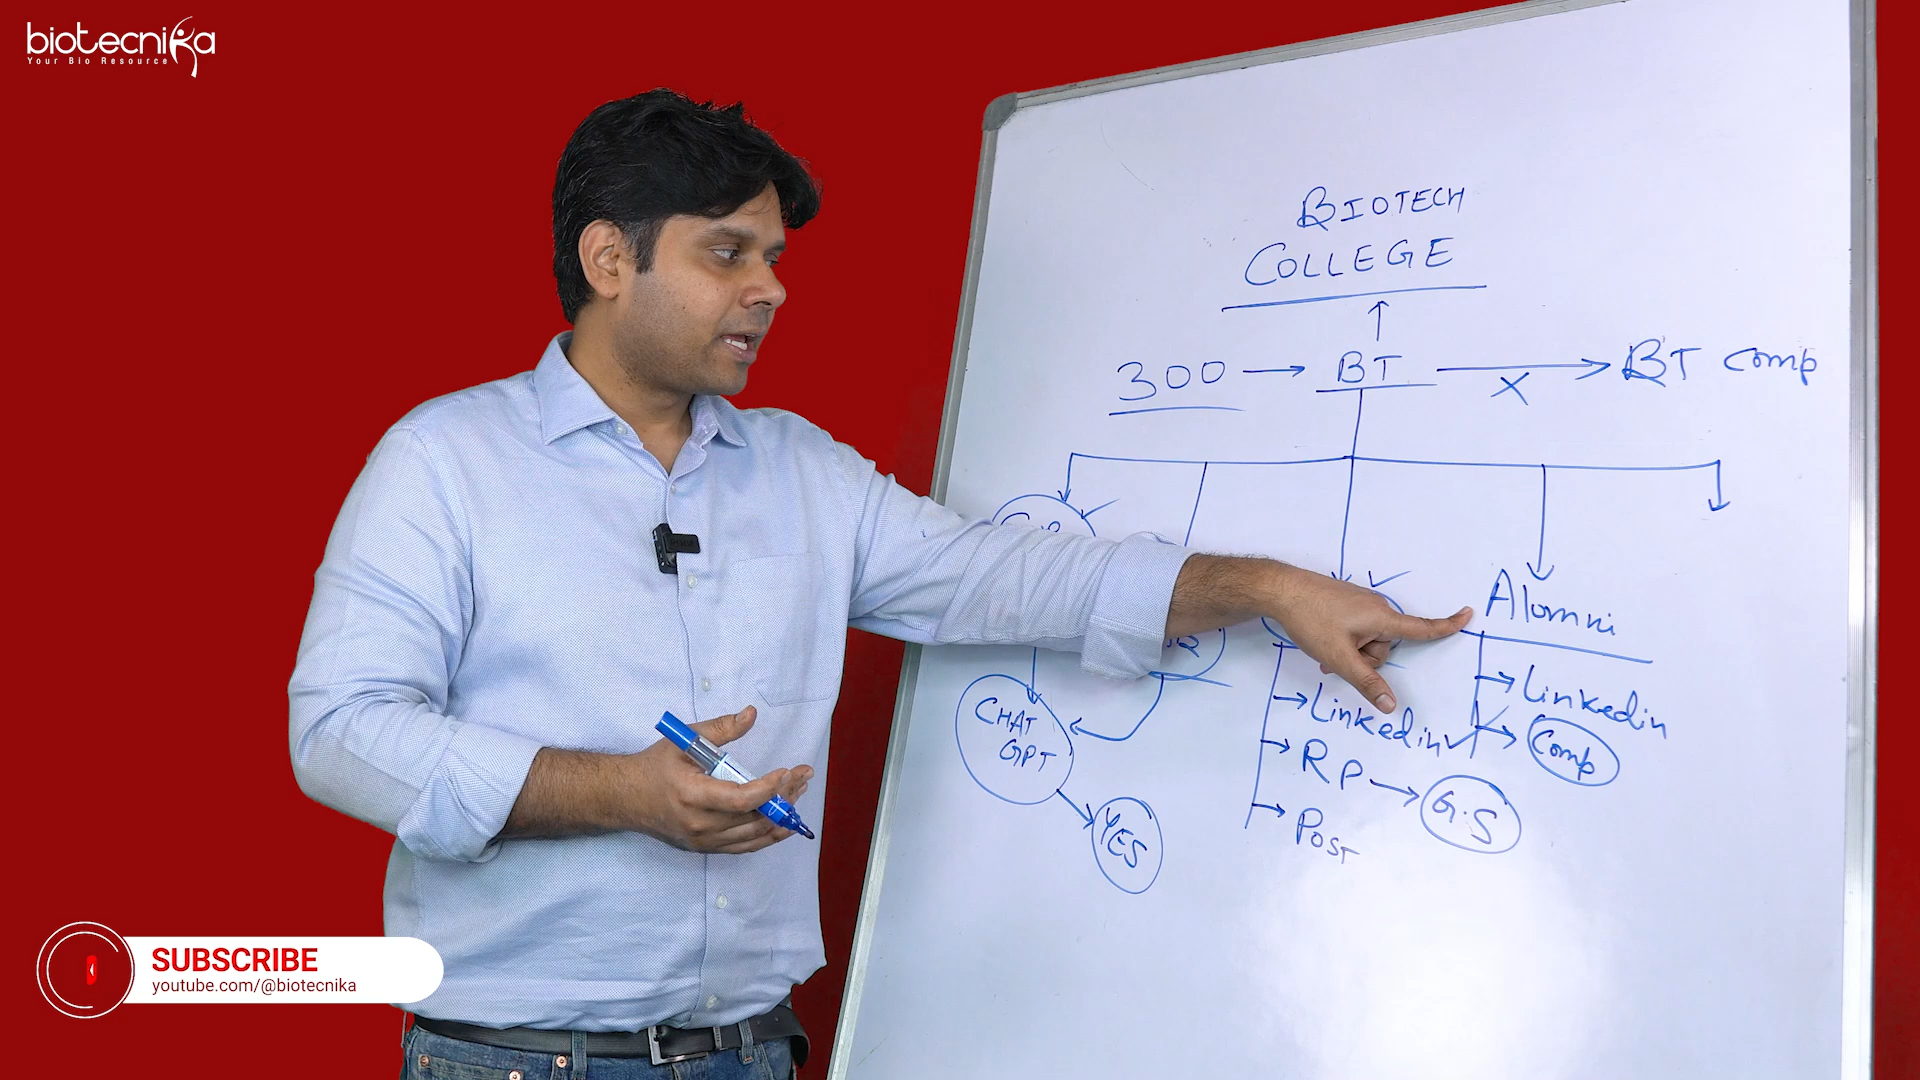 biotecnika
Your Bio Resource
BIOTECH
COLLEGE
300 BT BT Comp
X
Alomni
Linkedin
Comp
Linkedin
RP G.S
POST
CHAT
GPT
YES
SUBSCRIBE
youtube.com/@biotecnika